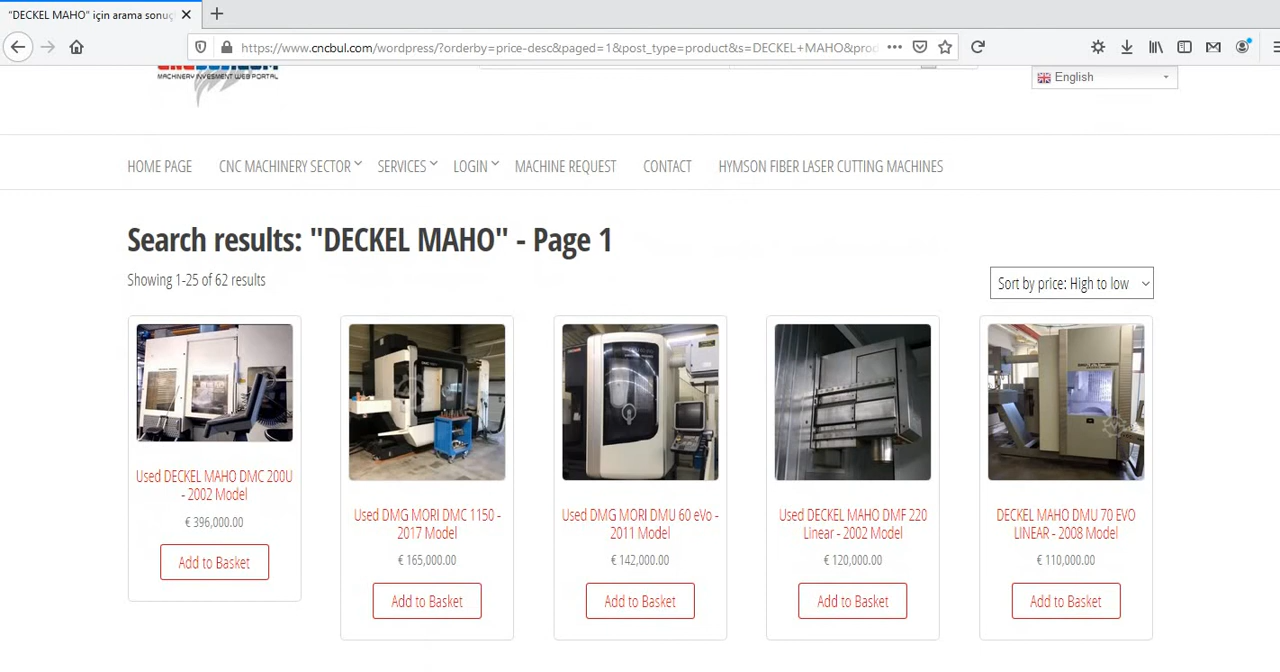 "DECKEL MAHO" için arama sonuç
https://www.cncbul.com/wordpress/?orderby=price-desc&paged=1&post_type=product&s=DECKEL+MAHO&prod
MACHINERY INVESMENT WEB PORTAL
English
HOME PAGE CNC MACHINERY SECTOR SERVICES LOGIN MACHINE REQUEST CONTACT HYMSON FIBER LASER CUTTING MACHINES
Search results: "DECKEL MAHO" - Page 1
Showing 1-25 of 62 results
Sort by price: High to low
Used DECKEL MAHO DMC 200U
- 2002 Model
€ 396,000.00
Add to Basket
Used DMG MORI DMC 1150 -
2017 Model
€ 165,000.00
Add to Basket
Used DMG MORI DMU 60 eVo -
2011 Model
€ 142,000.00
Add to Basket
Used DECKEL MAHO DMF 220
Linear - 2002 Model
€ 120,000.00
Add to Basket
DECKEL MAHO DMU 70 EVO
LINEAR - 2008 Model
€ 110,000.00
Add to Basket